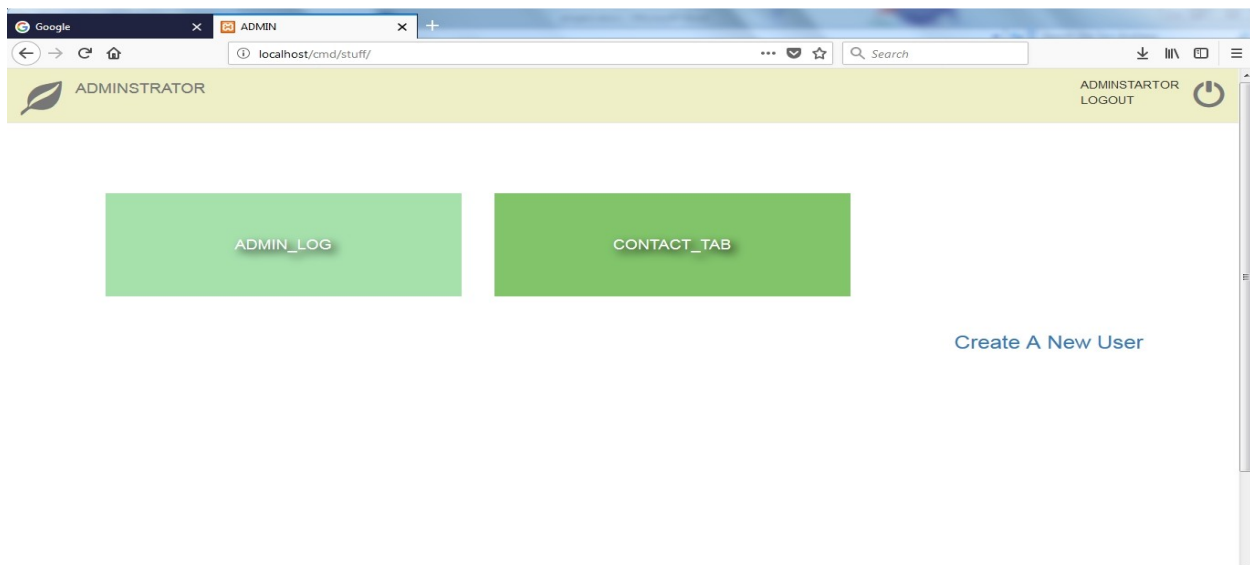 Google
ADMIN
localhost/cmd/stuff/
Search
ADMINSTRATOR
ADMINSTARTOR
LOGOUT
ADMIN_LOG
CONTACT_TAB
Create A New User